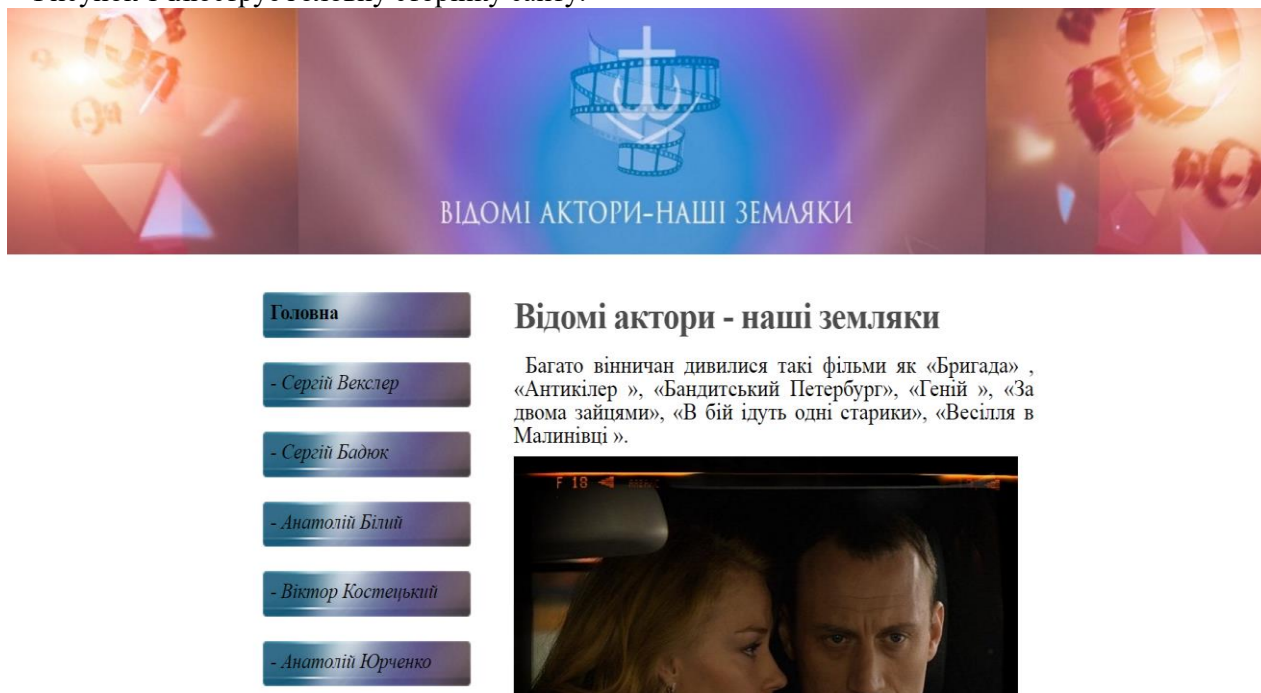 ВІДОМІ АКТОРИ-НАШІ ЗЕМЛЯКИ
Головна
- Сергій Векслер
- Сергій Бадюк
- Анатолій Білий
- Віктор Костецький
- Анатолій Юрченко
Відомі актори - наші земляки
Багато вінничан дивилися такі фільми як «Бригада» ,
«Антикілер », «Бандитський Петербург», «Геній », «За
двома зайцями», «В бій ідуть одні старики», «Весілля в
Малинівці ».
F 18